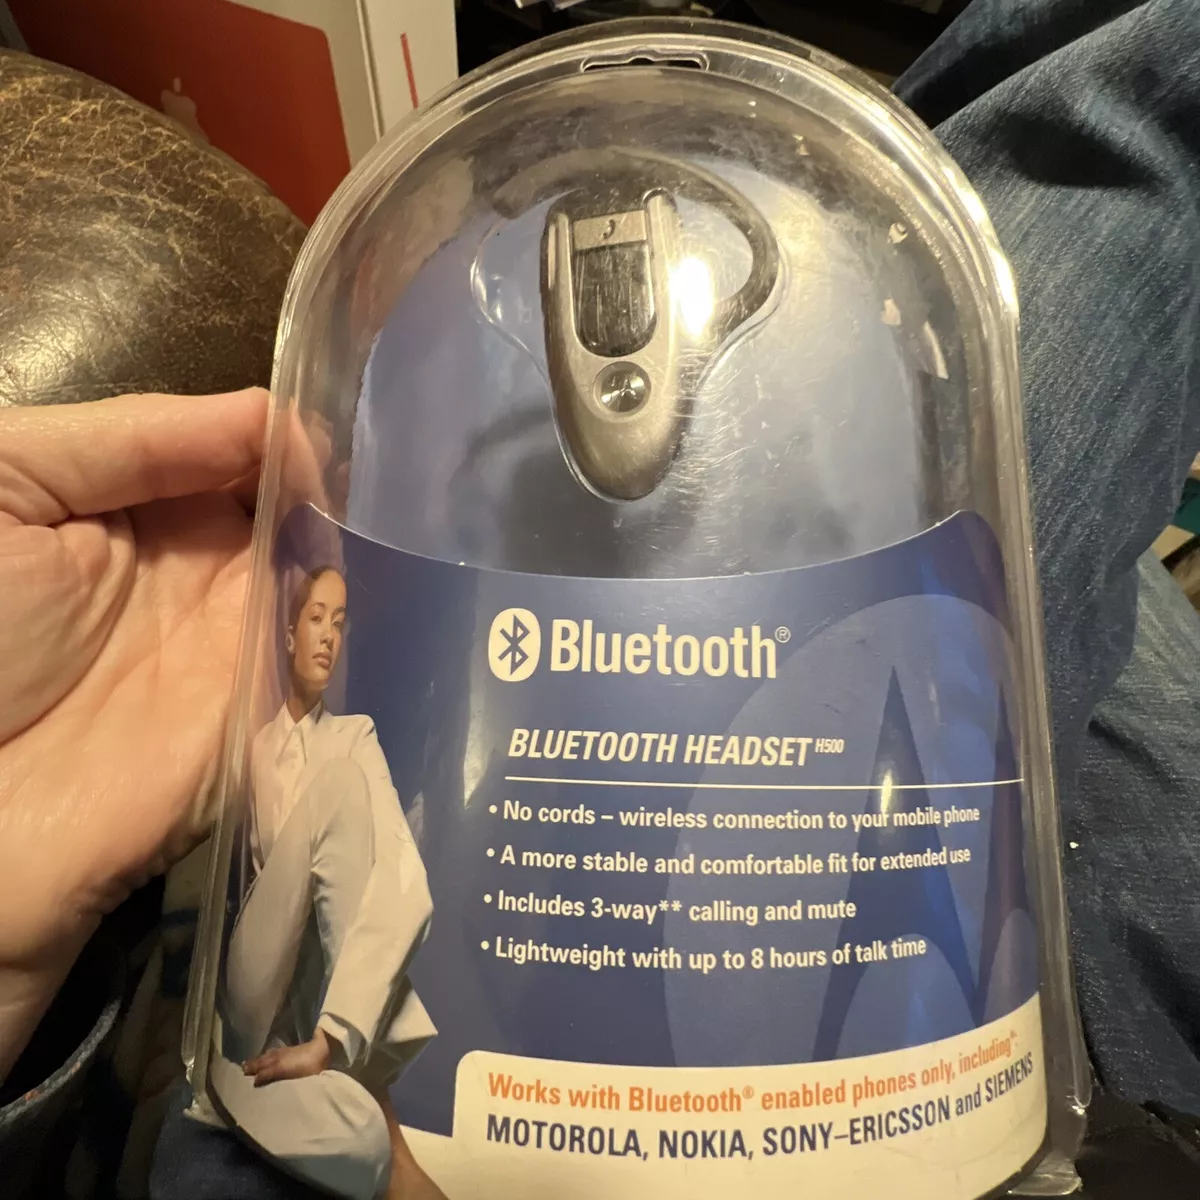 Bluetooth®
BLUETOOTH HEADSET H500
• No cords – wireless connection to your mobile phone
• A more stable and comfortable fit for extended use
• Includes 3-way** calling and mute
• Lightweight with up to 8 hours of talk time
Works with Bluetooth® enabled phones only, including*:
MOTOROLA, NOKIA, SONY–ERICSSON and SIEMENS